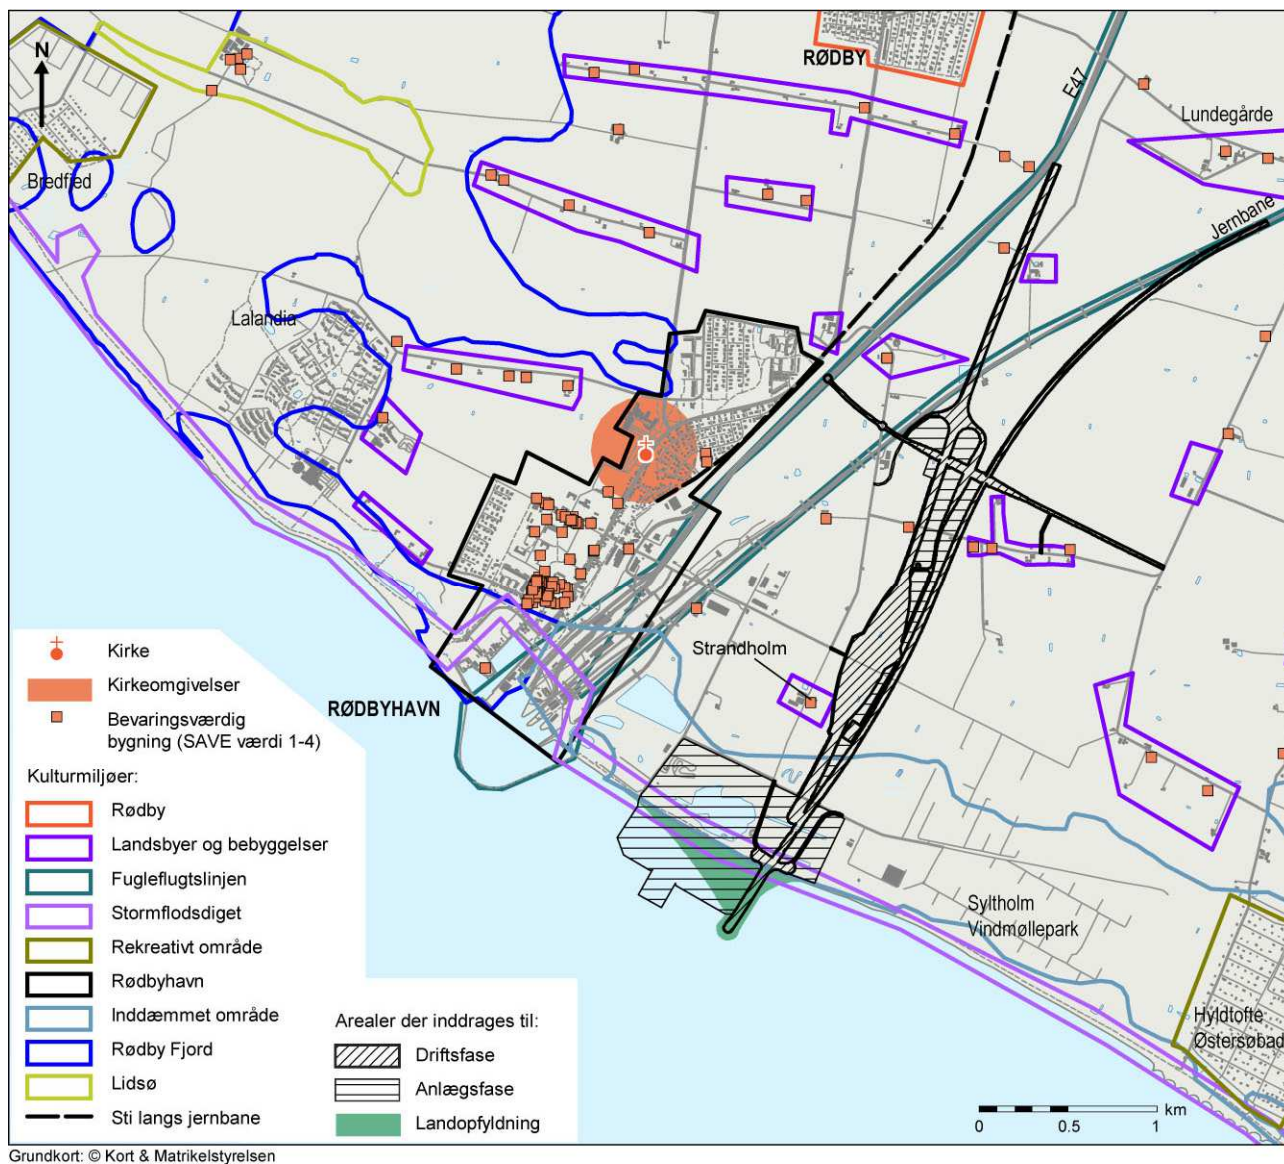 N
RØDBY
E47
Lundegårde
Bredfjed
Jernbane
Lalandia
Strandholm
RØDBYHAVN
Syltholm
Vindmøllepark
Hyldtofte
Østersøbad
Kirke
Kirkeomgivelser
Bevaringsværdig
bygning (SAVE værdi 1-4)
Kulturmiljøer:
Rødby
Landsbyer og bebyggelser
Fugleflugtslinjen
Stormflodsdiget
Rekreativt område
Rødbyhavn
Inddæmmet område
Rødby Fjord
Lidsø
Sti langs jernbane
Arealer der inddrages til:
Driftsfase
Anlægsfase
Landopfyldning
km
0 0.5 1
Grundkort: © Kort & Matrikelstyrelsen